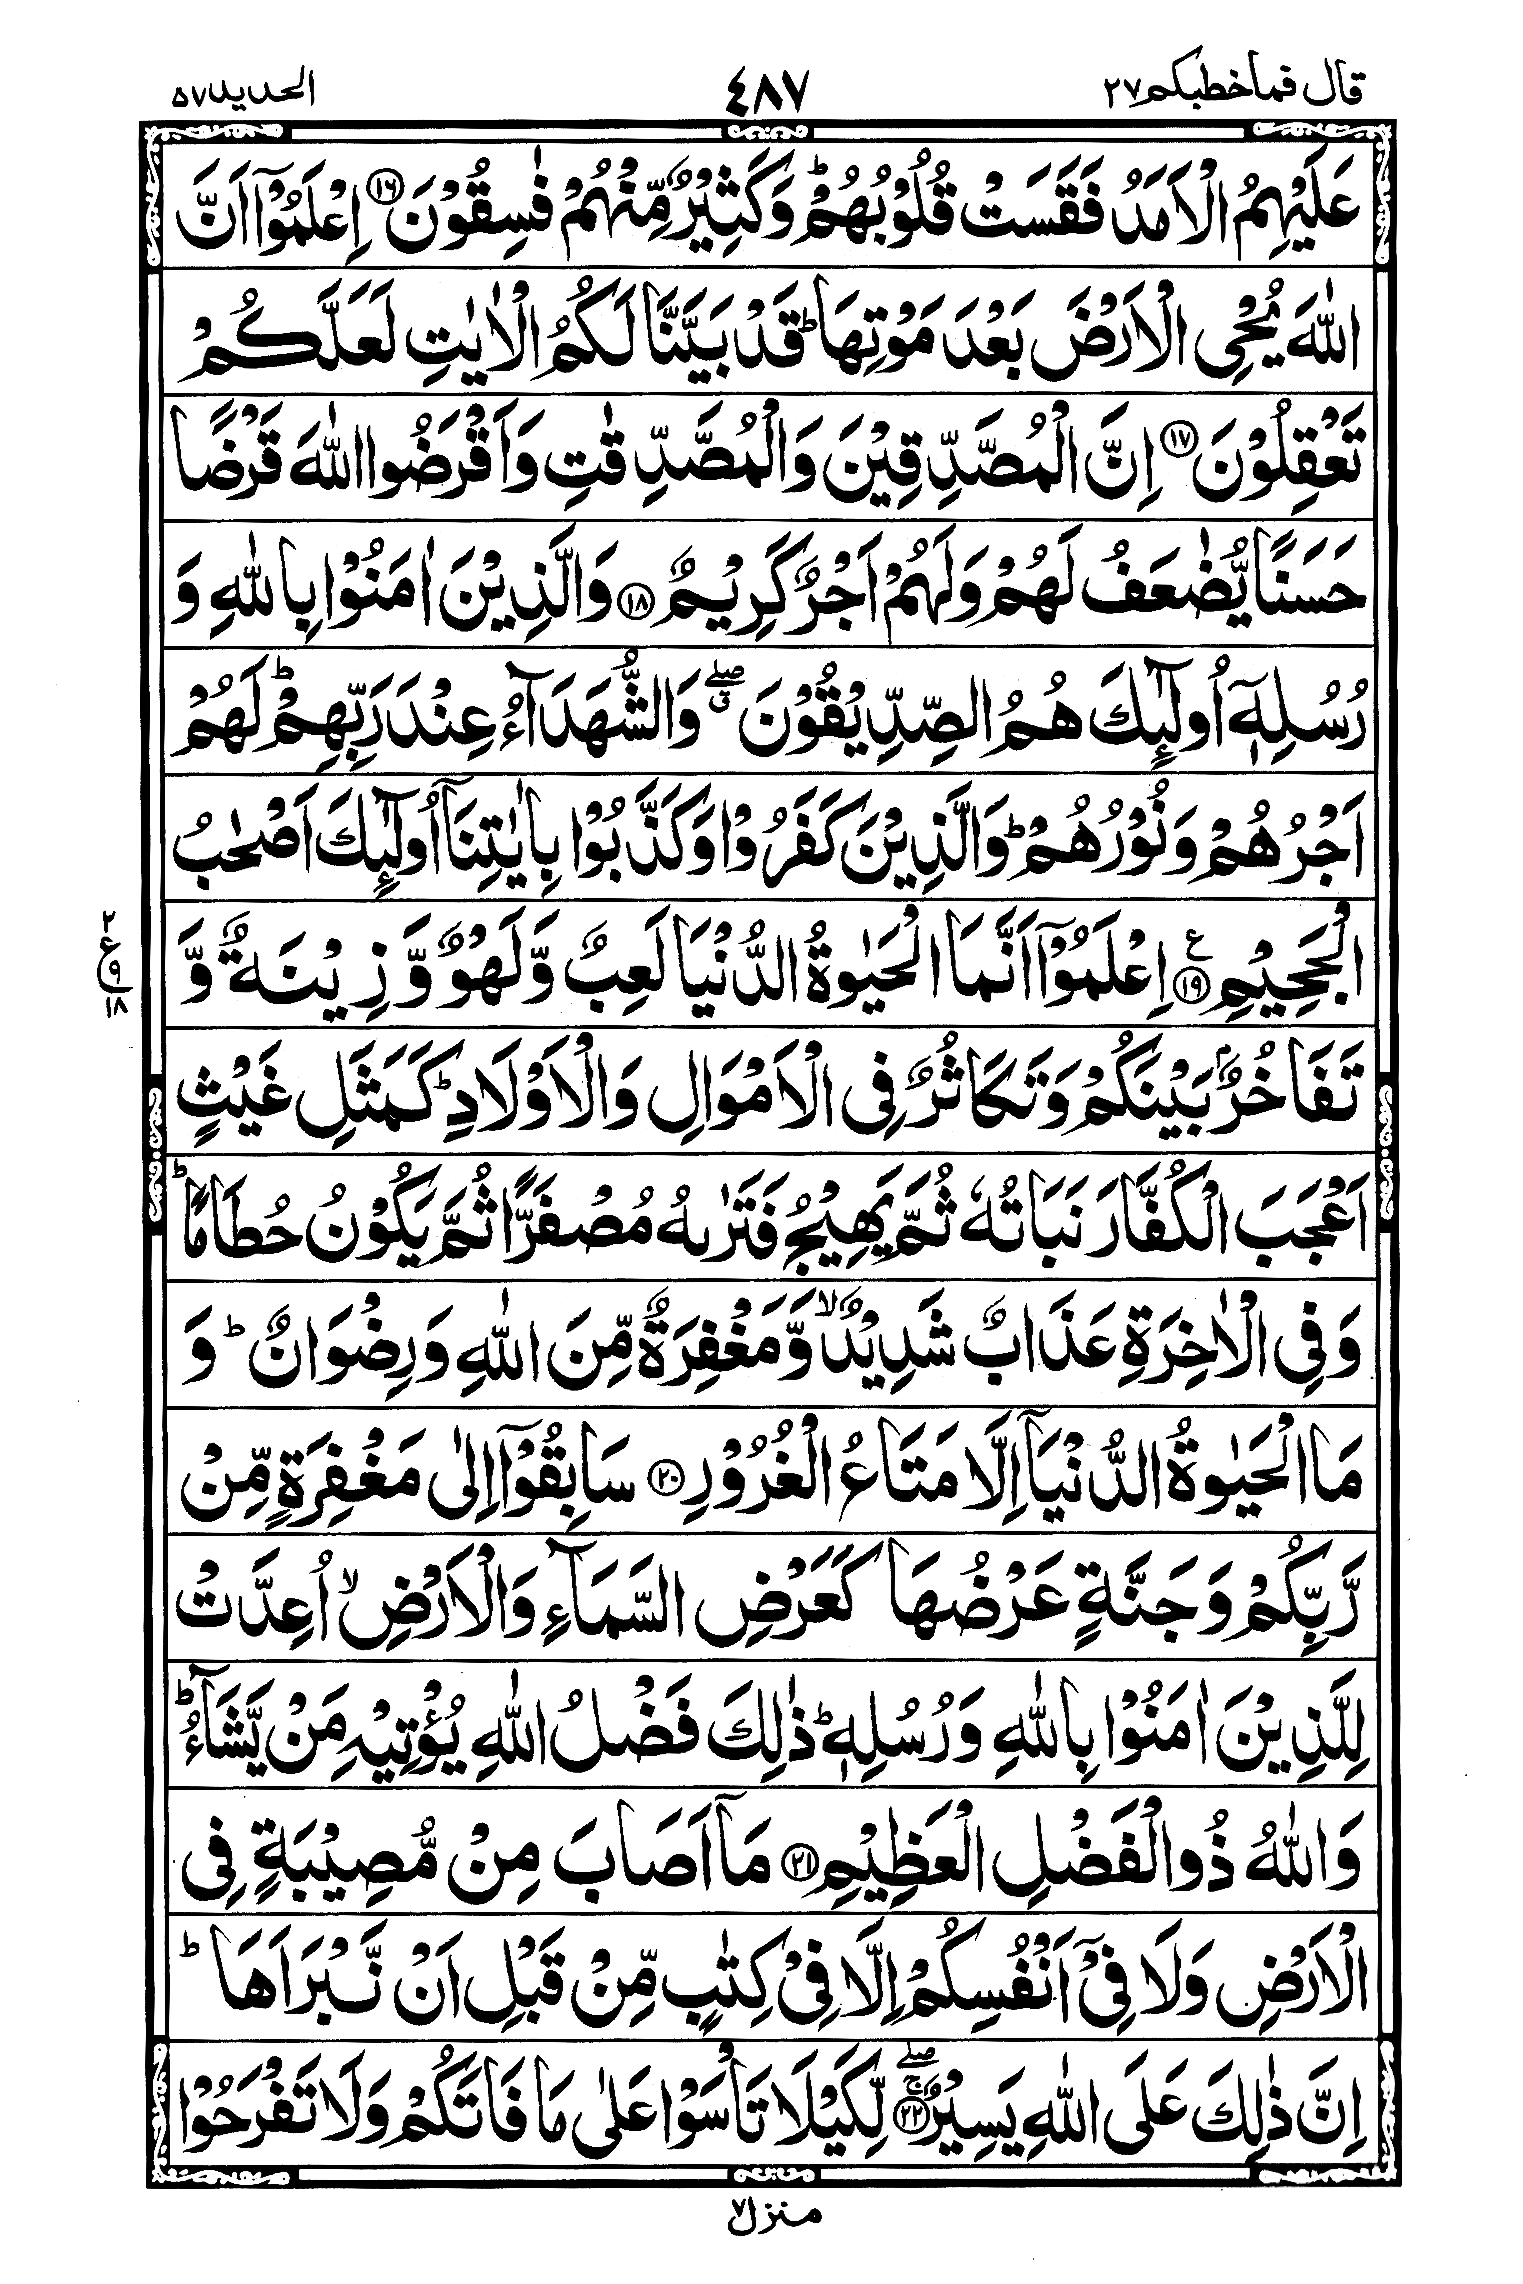 قال فماخطبکم ٢٧ ٤٨٧ الحدید ٥٧
عَلَیْهِمُ الْاَمَدُ فَقَسَتْ قُلُوْبُهُمْؕ وَكَثِیْرٌ مِّنْهُمْ فٰسِقُوْنَ ۝١٦ اِعْلَمُوْۤا اَنَّ
اللّٰهَ یُحْیِ الْاَرْضَ بَعْدَ مَوْتِهَاؕ قَدْ بَیَّنَّا لَكُمُ الْاٰیٰتِ لَعَلَّكُمْ
تَعْقِلُوْنَ ۝١٧ اِنَّ الْمُصَّدِّقِیْنَ وَالْمُصَّدِّقٰتِ وَاَقْرَضُوا اللّٰهَ قَرْضًا
حَسَنًا یُّضٰعَفُ لَهُمْ وَلَهُمْ اَجْرٌ كَرِیْمٌ ۝١٨ وَالَّذِیْنَ اٰمَنُوْا بِاللّٰهِ وَ
رُسُلِهٖۤ اُولٰٓىِٕكَ هُمُ الصِّدِّیْقُوْنَ ۖۗ وَالشُّهَدَآءُ عِنْدَ رَبِّهِمْؕ لَهُمْ
اَجْرُهُمْ وَنُوْرُهُمْؕ وَالَّذِیْنَ كَفَرُوْا وَكَذَّبُوْا بِاٰیٰتِنَاۤ اُولٰٓىِٕكَ اَصْحٰبُ
الْجَحِیْمِ ۝١٩ ع اِعْلَمُوْۤا اَنَّمَا الْحَیٰوةُ الدُّنْیَا لَعِبٌ وَّلَهْوٌ وَّزِیْنَةٌ وَّ
٢ ع ٩ ١٨
تَفَاخُرٌۢ بَیْنَكُمْ وَتَكَاثُرٌ فِی الْاَمْوَالِ وَالْاَوْلَادِؕ كَمَثَلِ غَیْثٍ
اَعْجَبَ الْكُفَّارَ نَبَاتُهٗ ثُمَّ یَهِیْجُ فَتَرٰىهُ مُصْفَرًّا ثُمَّ یَكُوْنُ حُطَامًاؕ
وَفِی الْاٰخِرَةِ عَذَابٌ شَدِیْدٌۙ وَّمَغْفِرَةٌ مِّنَ اللّٰهِ وَرِضْوَانٌؕ وَ
مَا الْحَیٰوةُ الدُّنْیَاۤ اِلَّا مَتَاعُ الْغُرُوْرِ ۝٢٠ سَابِقُوْۤا اِلٰی مَغْفِرَةٍ مِّنْ
رَّبِّكُمْ وَجَنَّةٍ عَرْضُهَا كَعَرْضِ السَّمَآءِ وَالْاَرْضِۙ اُعِدَّتْ
لِلَّذِیْنَ اٰمَنُوْا بِاللّٰهِ وَرُسُلِهٖؕ ذٰلِكَ فَضْلُ اللّٰهِ یُؤْتِیْهِ مَنْ یَّشَآءُؕ
وَاللّٰهُ ذُو الْفَضْلِ الْعَظِیْمِ ۝٢١ مَاۤ اَصَابَ مِنْ مُّصِیْبَةٍ فِی
الْاَرْضِ وَلَا فِیْۤ اَنْفُسِكُمْ اِلَّا فِیْ كِتٰبٍ مِّنْ قَبْلِ اَنْ نَّبْرَاَهَاؕ
اِنَّ ذٰلِكَ عَلَی اللّٰهِ یَسِیْرٌ ۖۚ ۝٢٢ لِّكَیْلَا تَاْسَوْا عَلٰی مَا فَاتَكُمْ وَلَا تَفْرَحُوْا
منزل ٧